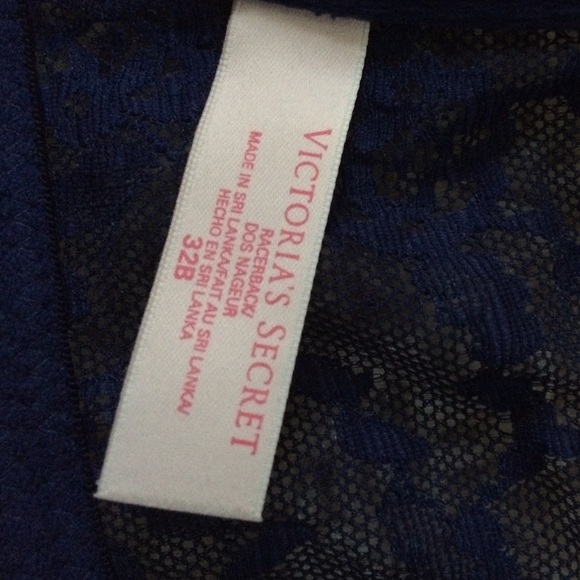 VICTORIA'S SECRET
RACERBACK/
DOS NAGEUR
MADE IN SRI LANKA/FAIT AU SRI LANKA/
HECHO EN SRI LANKA
32B